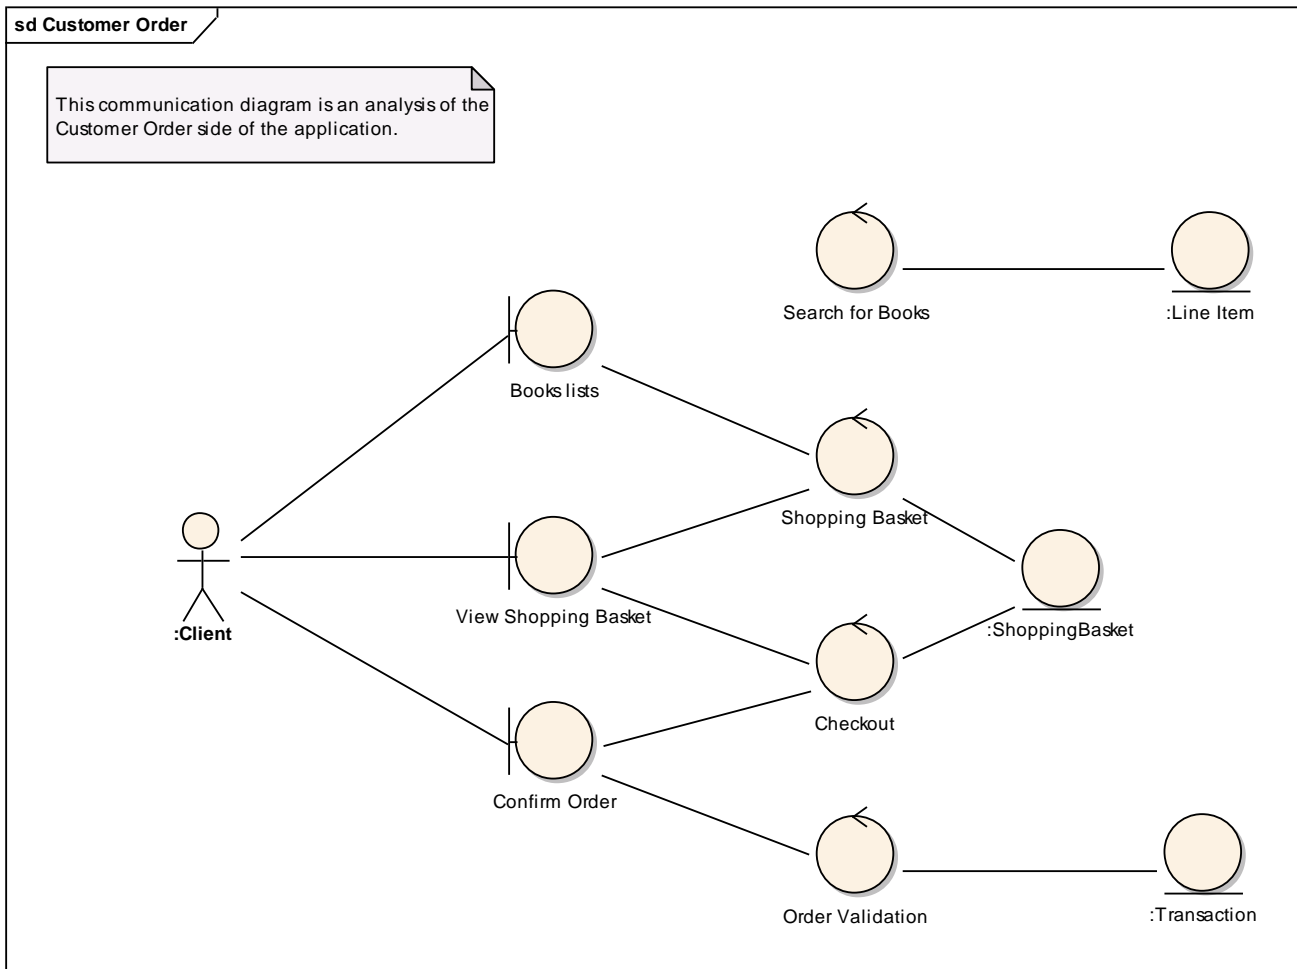 sd Customer Order
This communication diagram is an analysis of the
Customer Order side of the application.
Search for Books
:Line Item
Books lists
Shopping Basket
View Shopping Basket
:ShoppingBasket
:Client
Checkout
Confirm Order
Order Validation
:Transaction